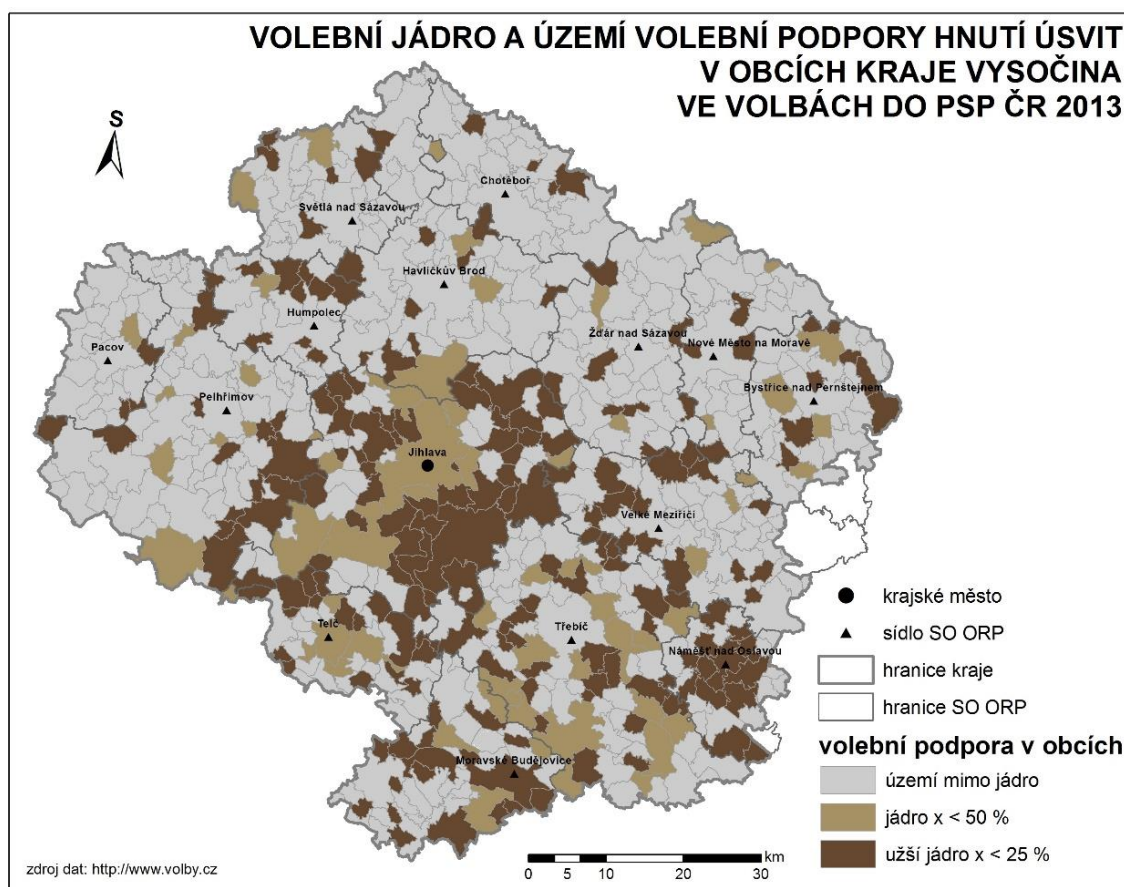 VOLEBNÍ JÁDRO A ÚZEMÍ VOLEBNÍ PODPORY HNUTÍ ÚSVIT
V OBCÍCH KRAJE VYSOČINA
VE VOLBÁCH DO PSP ČR 2013
S
Chotěboř
Světlá nad Sázavou
Havlíčkův Brod
Humpolec
Pacov
Žďár nad Sázavou
Nové Město na Moravě
Pelhřimov
Bystřice nad Pernštejnem
Jihlava
Velké Meziříčí
Telč
Třebíč
Náměšť nad Oslavou
Moravské Budějovice
krajské město
sídlo SO ORP
hranice kraje
hranice SO ORP
volební podpora v obcích
území mimo jádro
jádro x < 50 %
užší jádro x < 25 %
km
0 5 10 20 30
zdroj dat: http://www.volby.cz